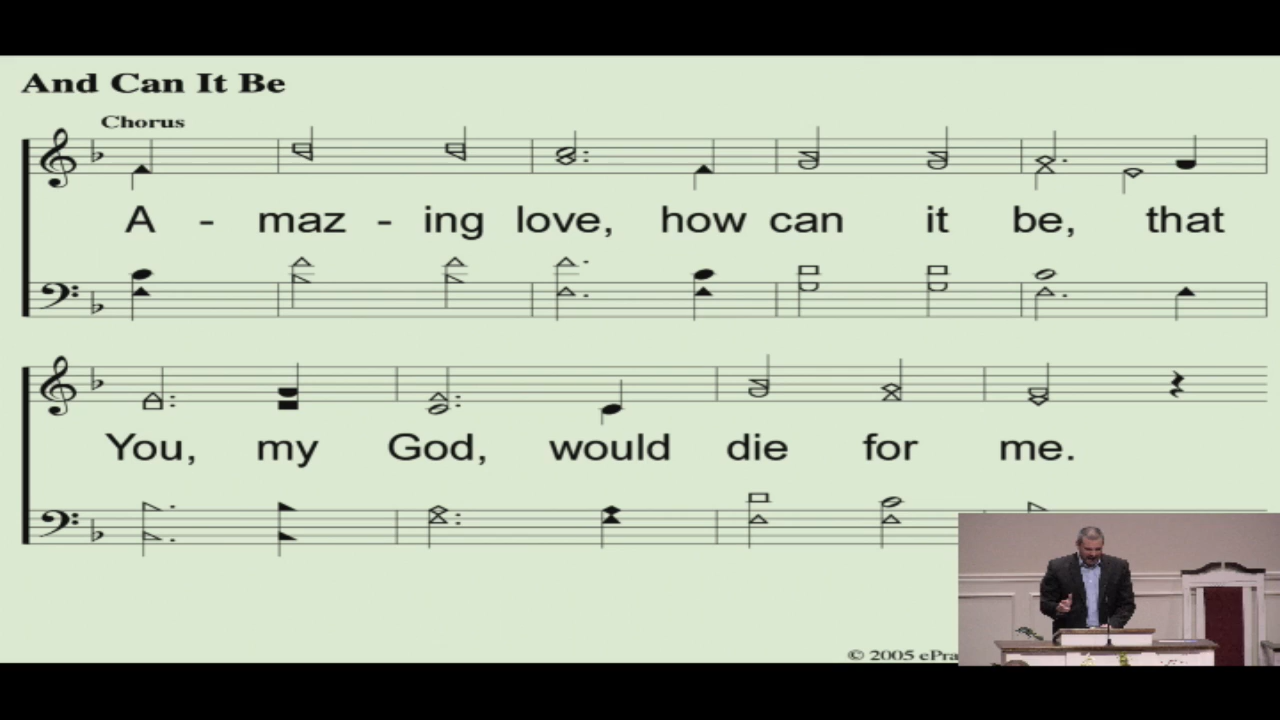 And Can It Be
Chorus
A - maz - ing love, how can it be, that
You, my God, would die for me.
© 2005